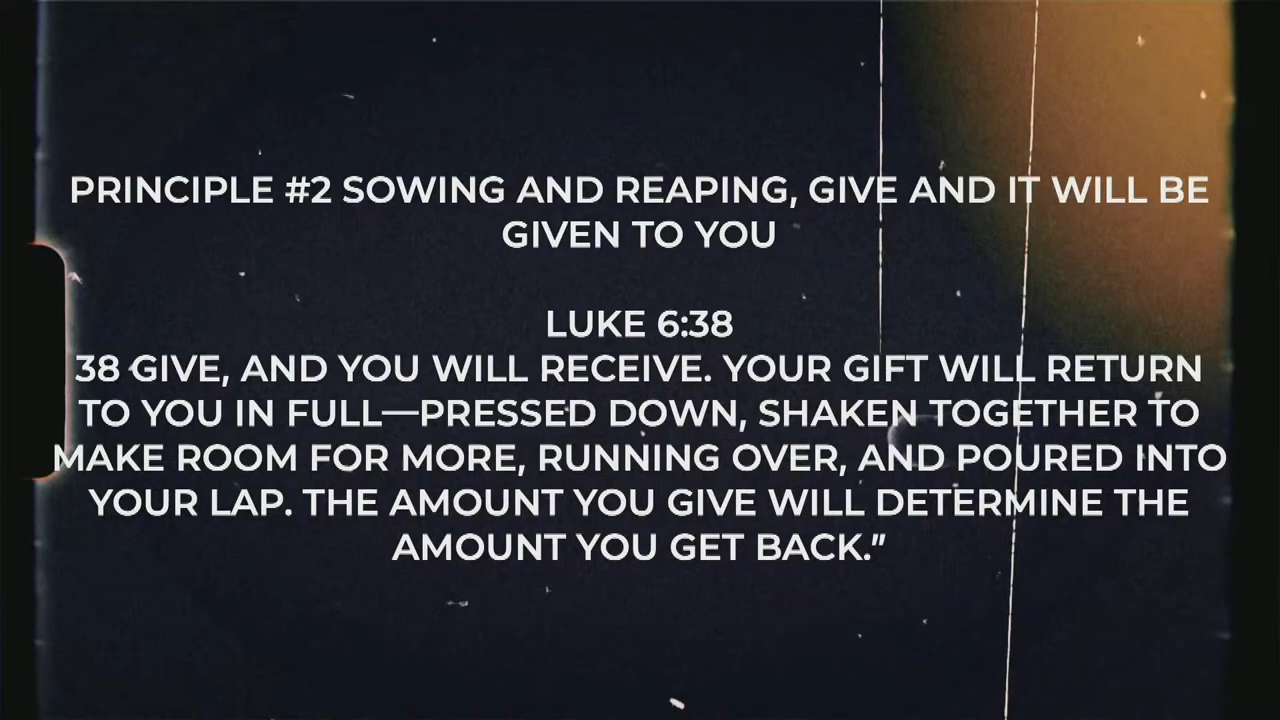 PRINCIPLE #2 SOWING AND REAPING, GIVE AND IT WILL BE
GIVEN TO YOU
LUKE 6:38
38 GIVE, AND YOU WILL RECEIVE. YOUR GIFT WILL RETURN
TO YOU IN FULL—PRESSED DOWN, SHAKEN TOGETHER TO
MAKE ROOM FOR MORE, RUNNING OVER, AND POURED INTO
YOUR LAP. THE AMOUNT YOU GIVE WILL DETERMINE THE
AMOUNT YOU GET BACK.”